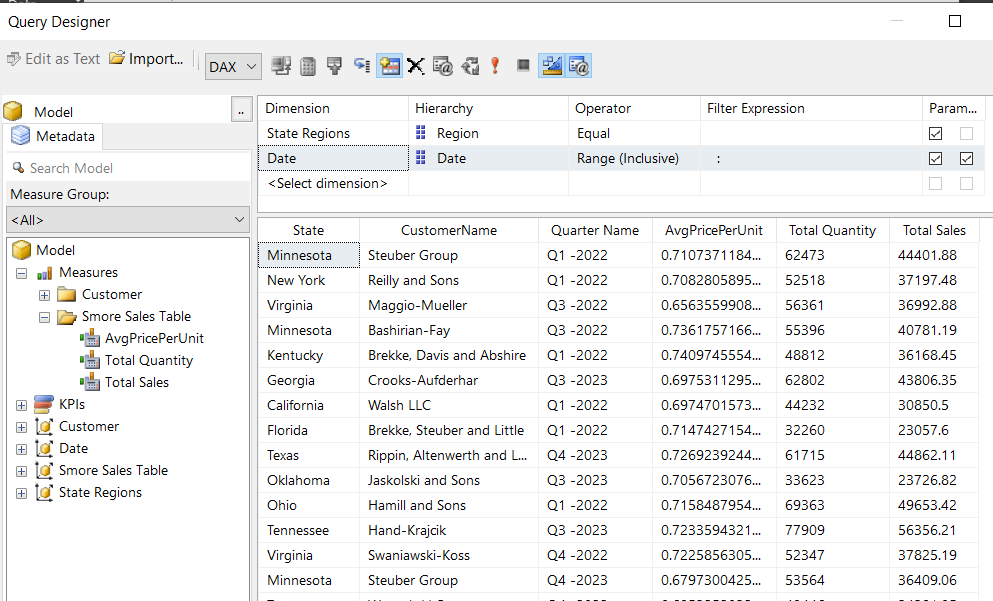 Query Designer
Edit as Text Import... DAX
Model ..
Metadata
Search Model
Measure Group:
<All>
Model
Measures
Customer
Smore Sales Table
AvgPricePerUnit
Total Quantity
Total Sales
KPIs
Customer
Date
Smore Sales Table
State Regions
Dimension Hierarchy Operator Filter Expression Param...
State Regions Region Equal
Date Date Range (Inclusive) :
<Select dimension>
State CustomerName Quarter Name AvgPricePerUnit Total Quantity Total Sales
Minnesota Steuber Group Q1 -2022 0.7107371184... 62473 44401.88
New York Reilly and Sons Q1 -2022 0.7082805895... 52518 37197.48
Virginia Maggio-Mueller Q3 -2022 0.6563559908... 56361 36992.88
Minnesota Bashirian-Fay Q3 -2022 0.7361757166... 55396 40781.19
Kentucky Brekke, Davis and Abshire Q1 -2022 0.7409745554... 48812 36168.45
Georgia Crooks-Aufderhar Q3 -2023 0.6975311295... 62802 43806.35
California Walsh LLC Q1 -2022 0.6974701573... 44232 30850.5
Florida Brekke, Steuber and Little Q1 -2022 0.7147427154... 32260 23057.6
Texas Rippin, Altenwerth and L... Q4 -2023 0.7269239244... 61715 44862.11
Oklahoma Jaskolski and Sons Q3 -2023 0.7056723076... 33623 23726.82
Ohio Hamill and Sons Q1 -2022 0.7158487954... 69363 49653.42
Tennessee Hand-Krajcik Q3 -2023 0.7233594321... 77909 56356.21
Virginia Swaniawski-Koss Q4 -2022 0.7225856305... 52347 37825.19
Minnesota Steuber Group Q4 -2023 0.6797300425... 53564 36409.06